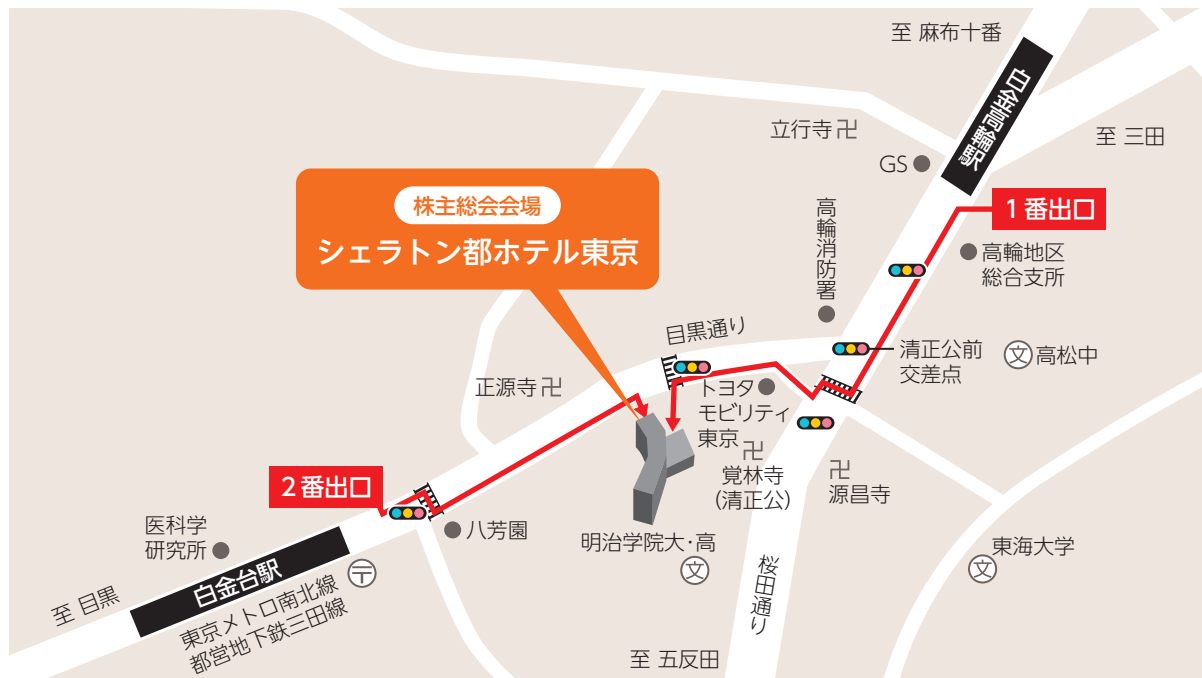 至 麻布十番
白金高輪駅
至 三田
立行寺卍
GS
1番出口
株主総会会場
シェラトン都ホテル東京
高輪消防署
高輪地区
総合支所
目黒通り
清正公前
交差点
文 高松中
正源寺卍
トヨタ
モビリティ
東京
卍
覚林寺
(清正公)
卍
源昌寺
2番出口
医科学
研究所
八芳園
明治学院大・高
文
東海大学
文
桜田通り
白金台駅
〒
至 目黒
東京メトロ南北線
都営地下鉄三田線
至 五反田